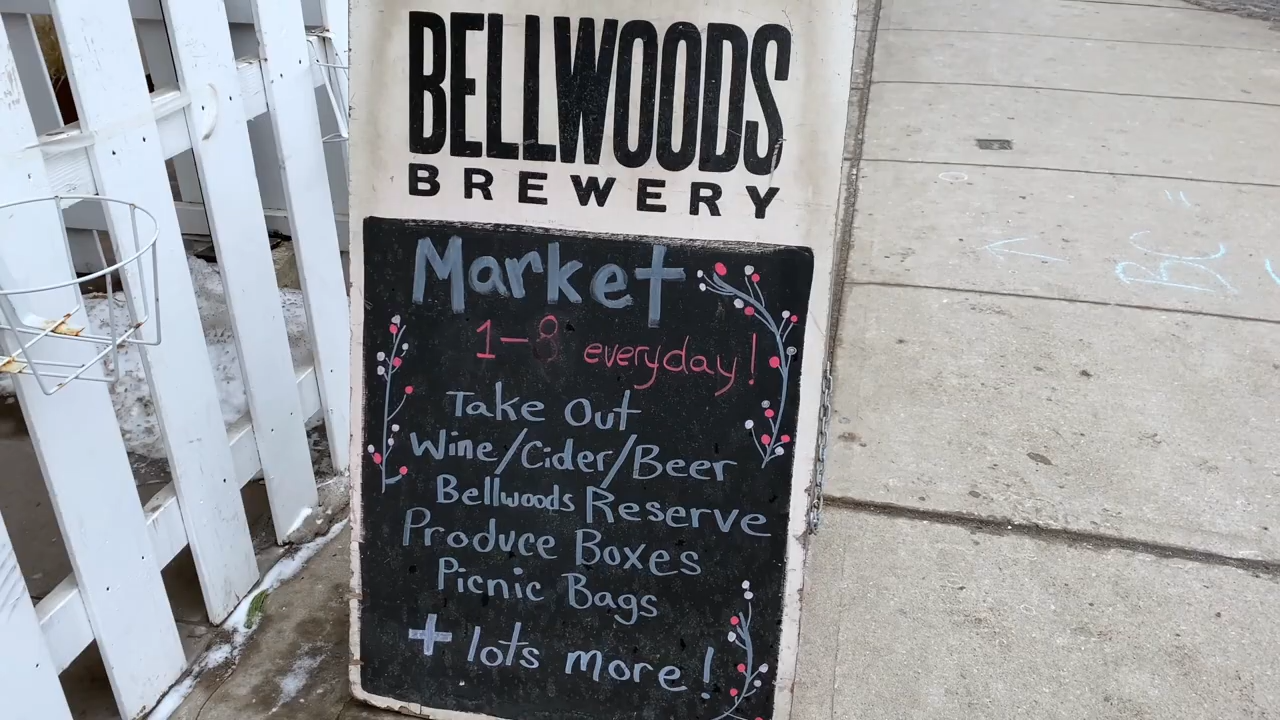 BELLWOODS
BREWERY
Market
1-8 everyday!
Take Out
Wine/Cider/Beer
Bellwoods Reserve
Produce Boxes
Picnic Bags
+ lots more!